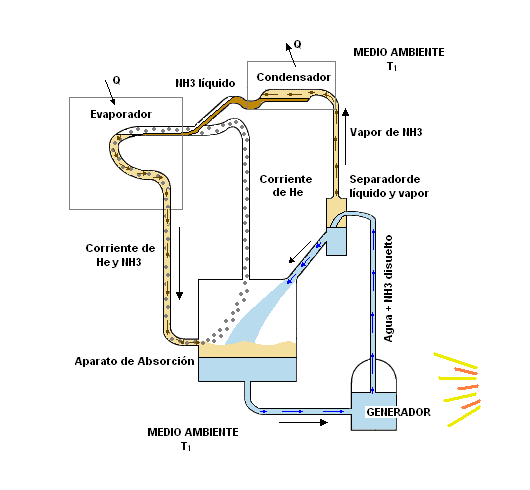 Q
MEDIO AMBIENTE
T1
Condensador
NH3 líquido
Q
Evaporador
Vapor de NH3
Corriente
de He
Separadorde
líquido y vapor
Corriente de
He y NH3
Agua + NH3 disuelto
Aparato de Absorción
GENERADOR
MEDIO AMBIENTE
T1